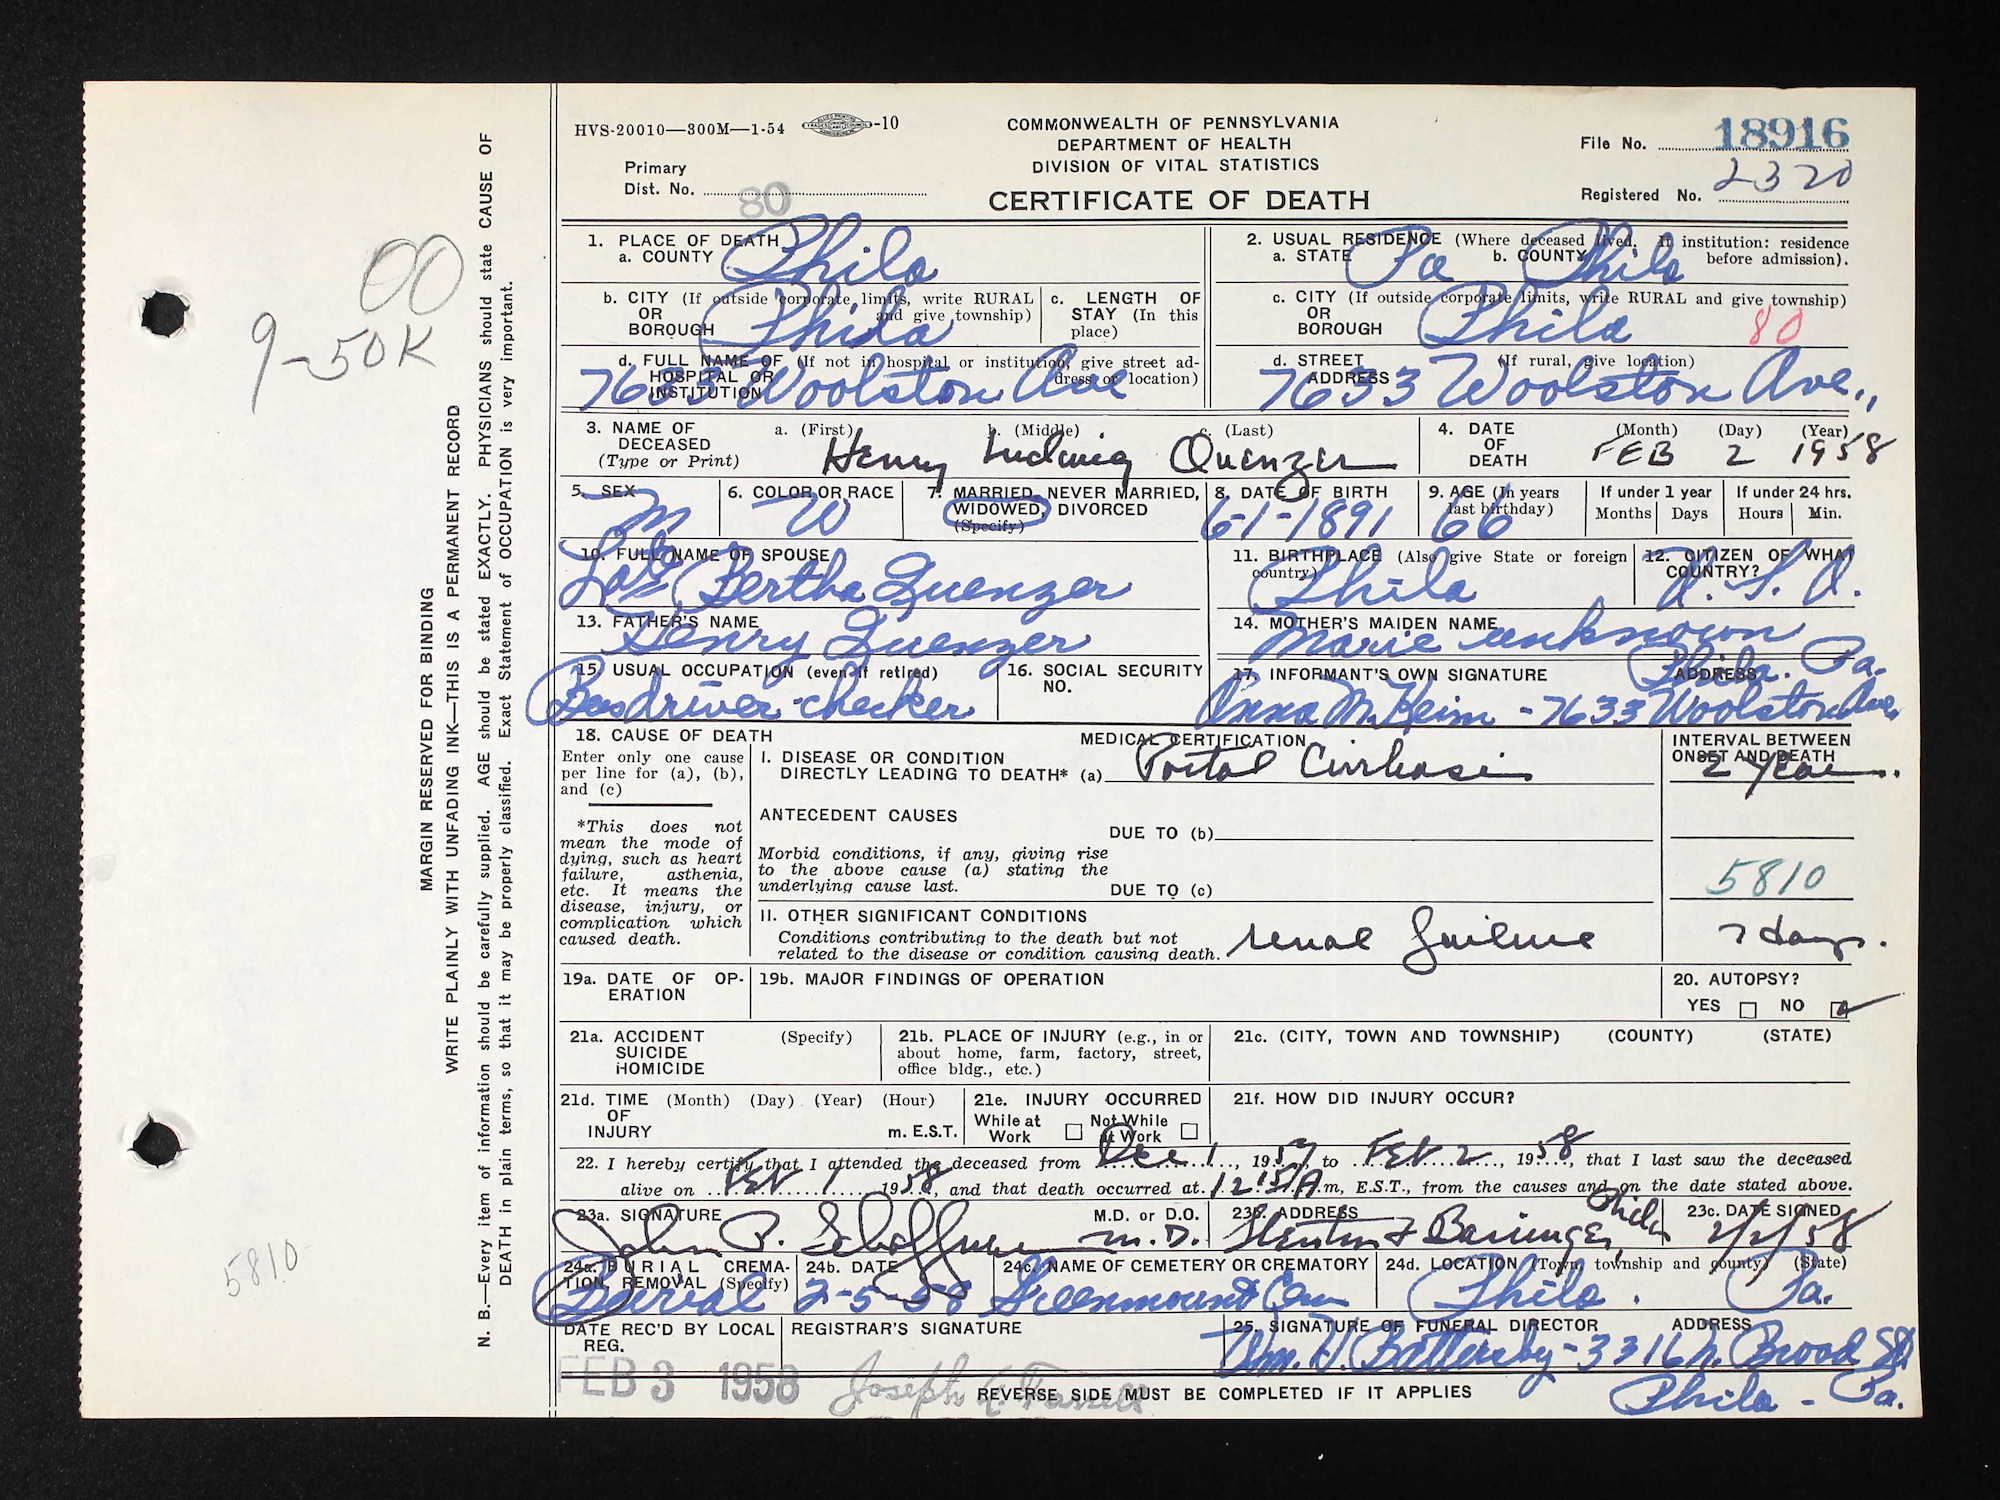 HVS-20010—300M—1-54 -10
COMMONWEALTH OF PENNSYLVANIA
DEPARTMENT OF HEALTH
DIVISION OF VITAL STATISTICS
CERTIFICATE OF DEATH
Primary
Dist. No. 80
File No. 18916
Registered No. 2320
1. PLACE OF DEATH
a. COUNTY Phila
2. USUAL RESIDENCE (Where deceased lived. If institution: residence before admission).
a. STATE Pa b. COUNTY Phila
b. CITY (If outside corporate limits, write RURAL and give township)
OR
BOROUGH Phila
c. LENGTH OF STAY (In this place)
c. CITY (If outside corporate limits, write RURAL and give township)
OR
BOROUGH Phila 80
d. FULL NAME OF (If not in hospital or institution, give street address or location)
HOSPITAL OR
INSTITUTION
7633 Woolston Ave
d. STREET ADDRESS (If rural, give location)
7633 Woolston Ave.,
3. NAME OF DECEASED (Type or Print)
a. (First) b. (Middle) c. (Last)
Henry Ludwig Quenzer
4. DATE OF DEATH (Month) (Day) (Year)
FEB 2 1958
5. SEX
M
6. COLOR OR RACE
W
7. MARRIED, NEVER MARRIED, WIDOWED, DIVORCED (Specify)
8. DATE OF BIRTH
6-1-1891
9. AGE (In years last birthday)
66
If under 1 year
Months Days
If under 24 hrs.
Hours Min.
10. FULL NAME OF SPOUSE
Late Bertha Quenzer
11. BIRTHPLACE (Also give State or foreign country)
Phila
12. CITIZEN OF WHAT COUNTRY?
U.S.A.
13. FATHER'S NAME
Henry Quenzer
14. MOTHER'S MAIDEN NAME
Marie unknown
15. USUAL OCCUPATION (even if retired)
Bus driver-checker
16. SOCIAL SECURITY NO.
17. INFORMANT'S OWN SIGNATURE ADDRESS
Phila. Pa.
Anna M. Keim - 7633 Woolston Ave,
18. CAUSE OF DEATH
Enter only one cause per line for (a), (b), and (c)
*This does not mean the mode of dying, such as heart failure, asthenia, etc. It means the disease, injury, or complication which caused death.
MEDICAL CERTIFICATION
I. DISEASE OR CONDITION
DIRECTLY LEADING TO DEATH* (a) Portal Cirrhosis
INTERVAL BETWEEN ONSET AND DEATH
2 years.
ANTECEDENT CAUSES
DUE TO (b)
Morbid conditions, if any, giving rise to the above cause (a) stating the underlying cause last.
DUE TO (c)
5810
II. OTHER SIGNIFICANT CONDITIONS
Conditions contributing to the death but not related to the disease or condition causing death.
renal failure
7 days.
19a. DATE OF OPERATION
19b. MAJOR FINDINGS OF OPERATION
20. AUTOPSY?
YES NO
21a. ACCIDENT (Specify)
SUICIDE
HOMICIDE
21b. PLACE OF INJURY (e.g., in or about home, farm, factory, street, office bldg., etc.)
21c. (CITY, TOWN AND TOWNSHIP) (COUNTY) (STATE)
21d. TIME (Month) (Day) (Year) (Hour)
OF
INJURY m. E.S.T.
21e. INJURY OCCURRED
While at Work
Not While at Work
21f. HOW DID INJURY OCCUR?
22. I hereby certify that I attended the deceased from Dec 1, 1957, to Feb 2, 1958, that I last saw the deceased
alive on Feb 1 1958, and that death occurred at 12 15 A.m, E.S.T., from the causes and on the date stated above.
23a. SIGNATURE M.D. or D.O.
John P. M.D.
23b. ADDRESS
Stenton & Barringer, Phila
23c. DATE SIGNED
2/2/58
24a. BURIAL CREMATION, REMOVAL (Specify)
Burial
24b. DATE
2-5-58
24c. NAME OF CEMETERY OR CREMATORY
Greenmount Cem
24d. LOCATION (Town, township and county) (State)
Phila. Pa.
DATE REC'D BY LOCAL REG.
FEB 3 1958
REGISTRAR'S SIGNATURE
Joseph
25. SIGNATURE OF FUNERAL DIRECTOR ADDRESS
Wm. H. Battersby-3316 N. Broad St
Phila - Pa.
REVERSE SIDE MUST BE COMPLETED IF IT APPLIES
00
9-50K
5810
MARGIN RESERVED FOR BINDING
WRITE PLAINLY WITH UNFADING INK—THIS IS A PERMANENT RECORD
N. B.—Every item of information should be carefully supplied. AGE should be stated EXACTLY. PHYSICIANS should state CAUSE OF
DEATH in plain terms, so that it may be properly classified. Exact Statement of OCCUPATION is very important.